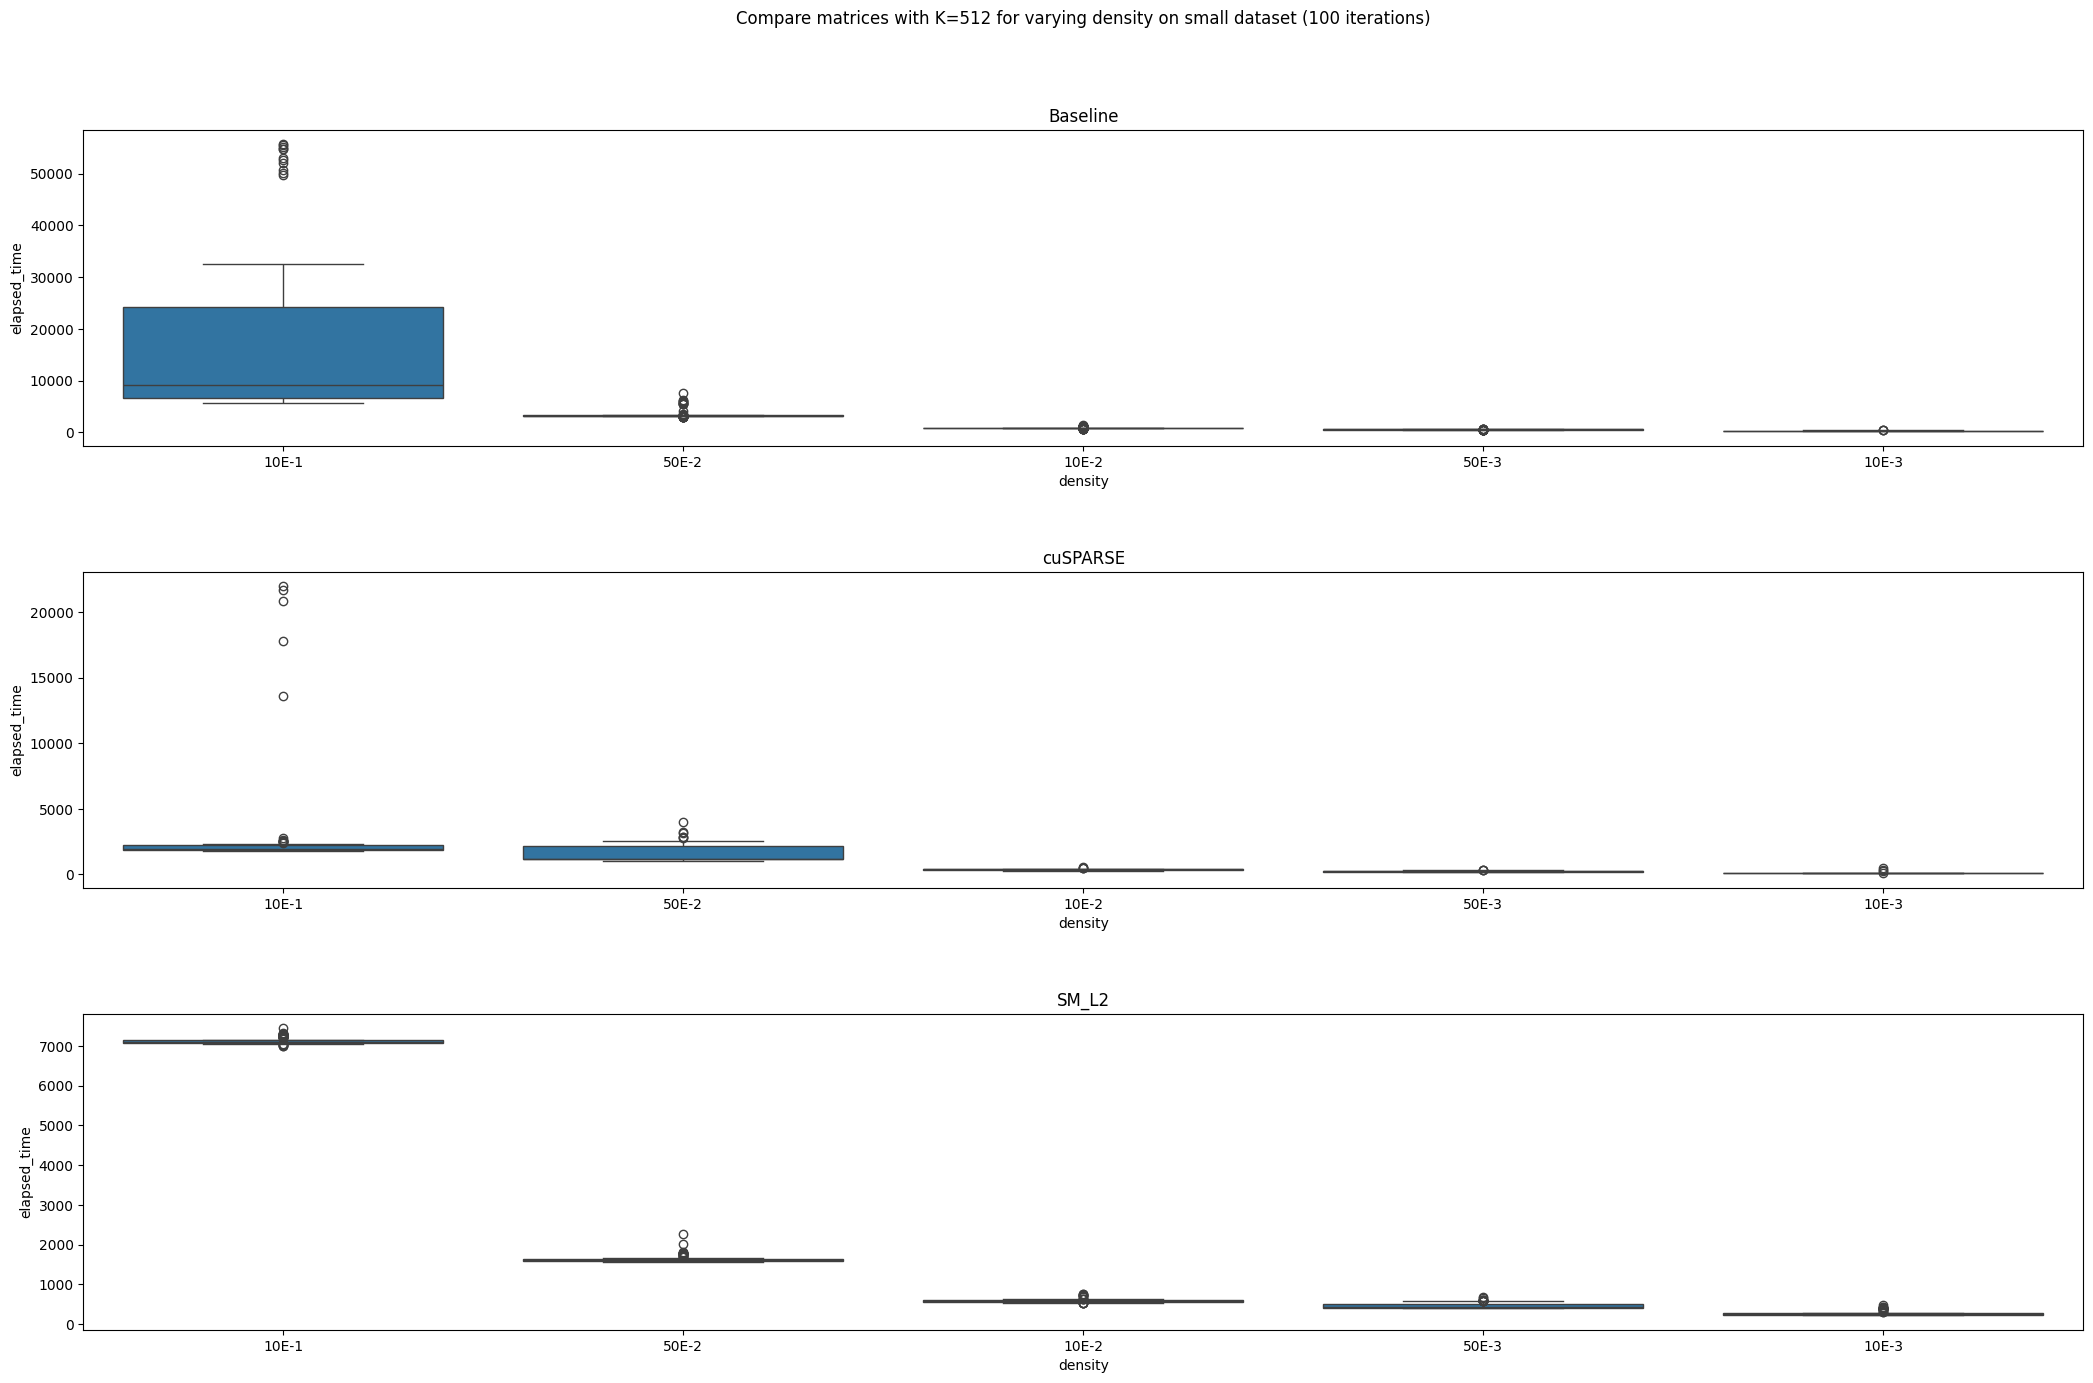 Compare matrices with K=512 for varying density on small dataset (100 iterations)
Baseline
50000
40000
30000
20000
10000
0
elapsed_time
10E-1 50E-2 10E-2 50E-3 10E-3
density
cuSPARSE
20000
15000
10000
5000
0
elapsed_time
10E-1 50E-2 10E-2 50E-3 10E-3
density
SM_L2
7000
6000
5000
4000
3000
2000
1000
0
elapsed_time
10E-1 50E-2 10E-2 50E-3 10E-3
density